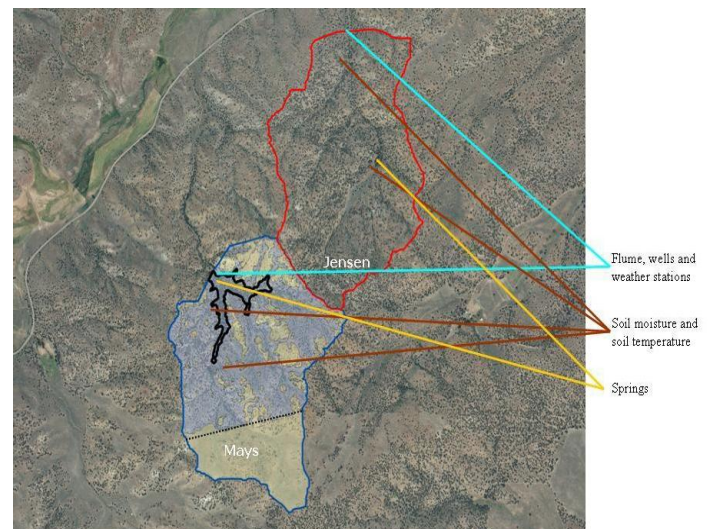 Jensen
Mays
Flume, wells and
weather stations
Soil moisture and
soil temperature
Springs